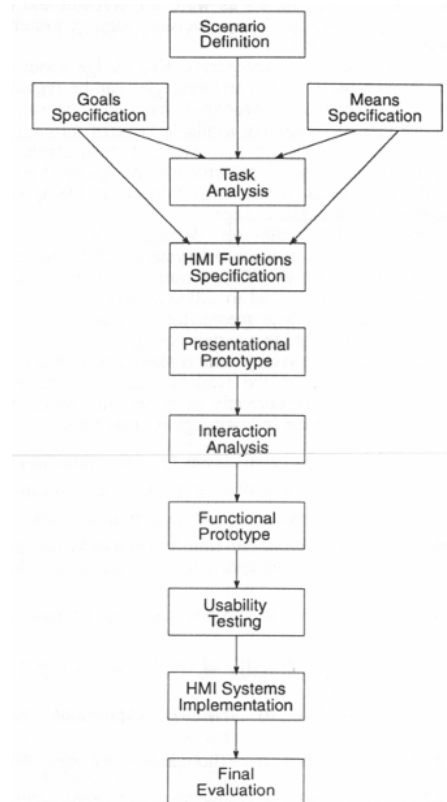 Scenario
Definition
Goals
Specification
Means
Specification
Task
Analysis
HMI Functions
Specification
Presentational
Prototype
Interaction
Analysis
Functional
Prototype
Usability
Testing
HMI Systems
Implementation
Final
Evaluation